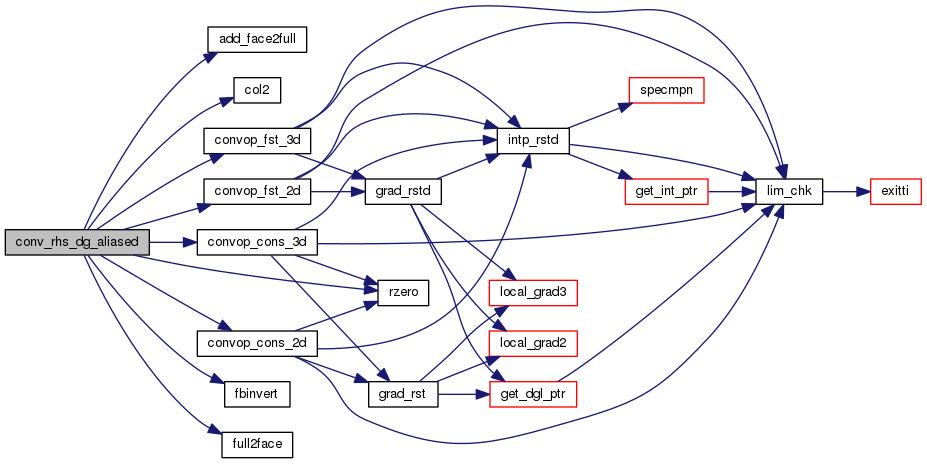 add_face2full
col2
specmpn
convop_fst_3d
intp_rstd
convop_fst_2d
grad_rstd
get_int_ptr
lim_chk
exitti
conv_rhs_dg_aliased
convop_cons_3d
rzero
local_grad3
convop_cons_2d
local_grad2
fbinvert
grad_rst
get_dgl_ptr
full2face